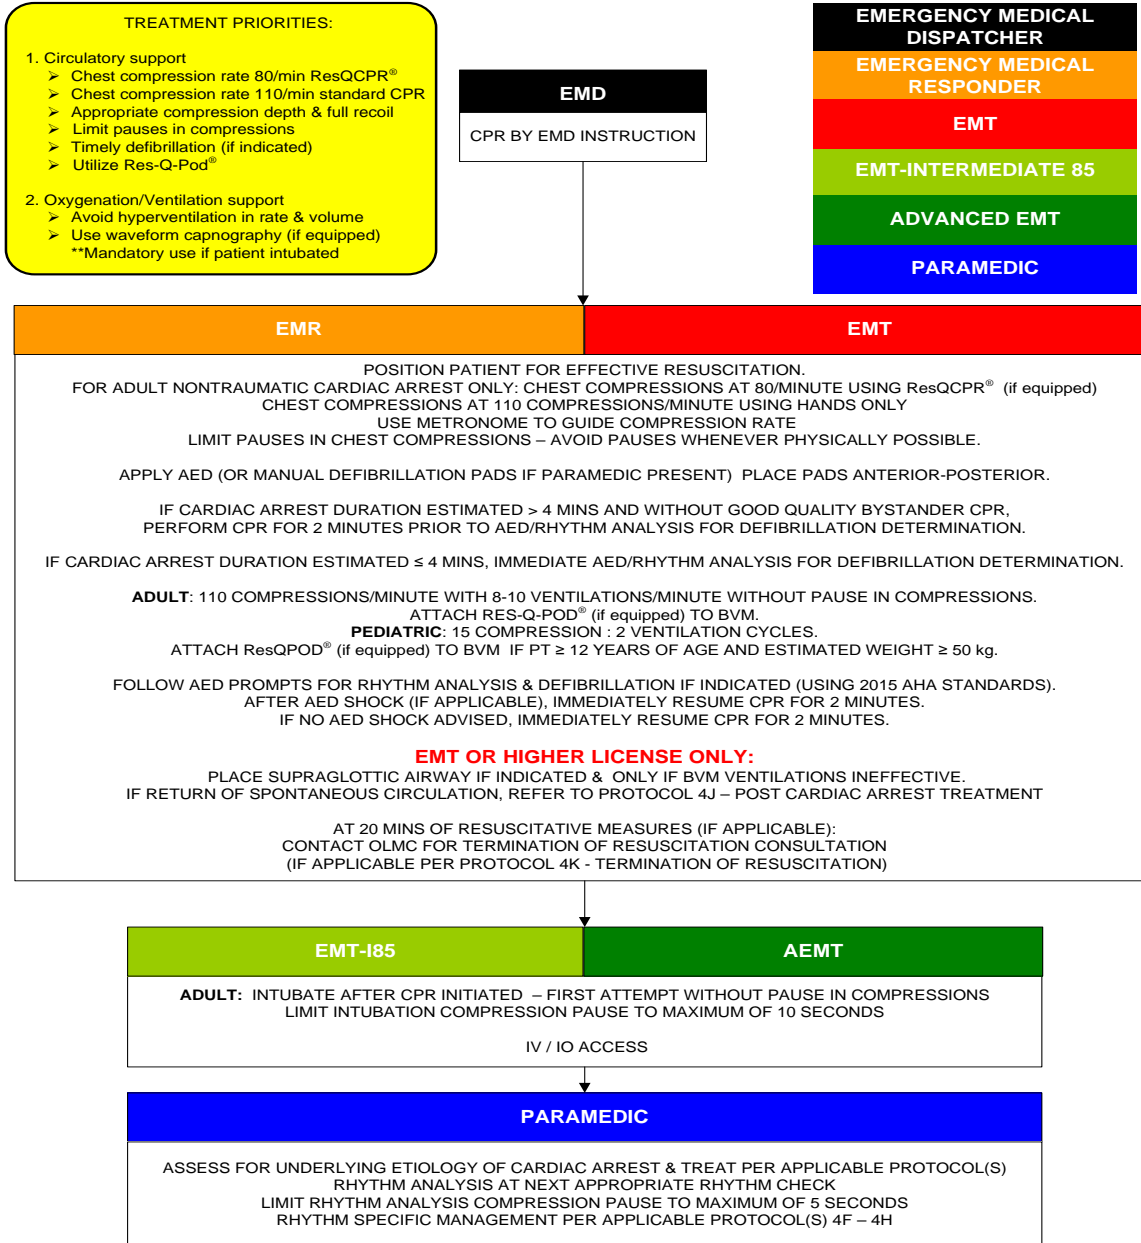 TREATMENT PRIORITIES:
1. Circulatory support
➢ Chest compression rate 80/min ResQCPR®
➢ Chest compression rate 110/min standard CPR
➢ Appropriate compression depth & full recoil
➢ Limit pauses in compressions
➢ Timely defibrillation (if indicated)
➢ Utilize Res-Q-Pod®
2. Oxygenation/Ventilation support
➢ Avoid hyperventilation in rate & volume
➢ Use waveform capnography (if equipped)
**Mandatory use if patient intubated
EMD
CPR BY EMD INSTRUCTION
EMERGENCY MEDICAL
DISPATCHER
EMERGENCY MEDICAL
RESPONDER
EMT
EMT-INTERMEDIATE 85
ADVANCED EMT
PARAMEDIC
EMR
EMT
POSITION PATIENT FOR EFFECTIVE RESUSCITATION.
FOR ADULT NONTRAUMATIC CARDIAC ARREST ONLY: CHEST COMPRESSIONS AT 80/MINUTE USING ResQCPR® (if equipped)
CHEST COMPRESSIONS AT 110 COMPRESSIONS/MINUTE USING HANDS ONLY
USE METRONOME TO GUIDE COMPRESSION RATE
LIMIT PAUSES IN CHEST COMPRESSIONS – AVOID PAUSES WHENEVER PHYSICALLY POSSIBLE.
APPLY AED (OR MANUAL DEFIBRILLATION PADS IF PARAMEDIC PRESENT) PLACE PADS ANTERIOR-POSTERIOR.
IF CARDIAC ARREST DURATION ESTIMATED > 4 MINS AND WITHOUT GOOD QUALITY BYSTANDER CPR,
PERFORM CPR FOR 2 MINUTES PRIOR TO AED/RHYTHM ANALYSIS FOR DEFIBRILLATION DETERMINATION.
IF CARDIAC ARREST DURATION ESTIMATED ≤ 4 MINS, IMMEDIATE AED/RHYTHM ANALYSIS FOR DEFIBRILLATION DETERMINATION.
ADULT: 110 COMPRESSIONS/MINUTE WITH 8-10 VENTILATIONS/MINUTE WITHOUT PAUSE IN COMPRESSIONS.
ATTACH RES-Q-POD® (if equipped) TO BVM.
PEDIATRIC: 15 COMPRESSION : 2 VENTILATION CYCLES.
ATTACH ResQPOD® (if equipped) TO BVM IF PT ≥ 12 YEARS OF AGE AND ESTIMATED WEIGHT ≥ 50 kg.
FOLLOW AED PROMPTS FOR RHYTHM ANALYSIS & DEFIBRILLATION IF INDICATED (USING 2015 AHA STANDARDS).
AFTER AED SHOCK (IF APPLICABLE), IMMEDIATELY RESUME CPR FOR 2 MINUTES.
IF NO AED SHOCK ADVISED, IMMEDIATELY RESUME CPR FOR 2 MINUTES.
EMT OR HIGHER LICENSE ONLY:
PLACE SUPRAGLOTTIC AIRWAY IF INDICATED & ONLY IF BVM VENTILATIONS INEFFECTIVE.
IF RETURN OF SPONTANEOUS CIRCULATION, REFER TO PROTOCOL 4J – POST CARDIAC ARREST TREATMENT
AT 20 MINS OF RESUSCITATIVE MEASURES (IF APPLICABLE):
CONTACT OLMC FOR TERMINATION OF RESUSCITATION CONSULTATION
(IF APPLICABLE PER PROTOCOL 4K - TERMINATION OF RESUSCITATION)
EMT-I85
AEMT
ADULT: INTUBATE AFTER CPR INITIATED – FIRST ATTEMPT WITHOUT PAUSE IN COMPRESSIONS
LIMIT INTUBATION COMPRESSION PAUSE TO MAXIMUM OF 10 SECONDS
IV / IO ACCESS
PARAMEDIC
ASSESS FOR UNDERLYING ETIOLOGY OF CARDIAC ARREST & TREAT PER APPLICABLE PROTOCOL(S)
RHYTHM ANALYSIS AT NEXT APPROPRIATE RHYTHM CHECK
LIMIT RHYTHM ANALYSIS COMPRESSION PAUSE TO MAXIMUM OF 5 SECONDS
RHYTHM SPECIFIC MANAGEMENT PER APPLICABLE PROTOCOL(S) 4F – 4H